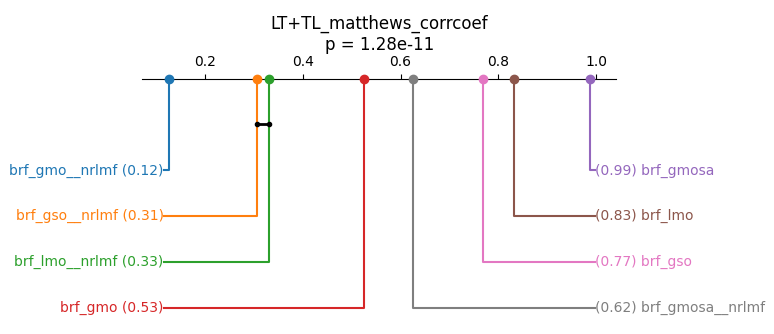 LT+TL_matthews_corrcoef
p = 1.28e-11
0.2 0.4 0.6 0.8 1.0
brf_gmo__nrlmf (0.12) (0.99) brf_gmosa
brf_gso__nrlmf (0.31) (0.83) brf_lmo
brf_lmo__nrlmf (0.33) (0.77) brf_gso
brf_gmo (0.53) (0.62) brf_gmosa__nrlmf